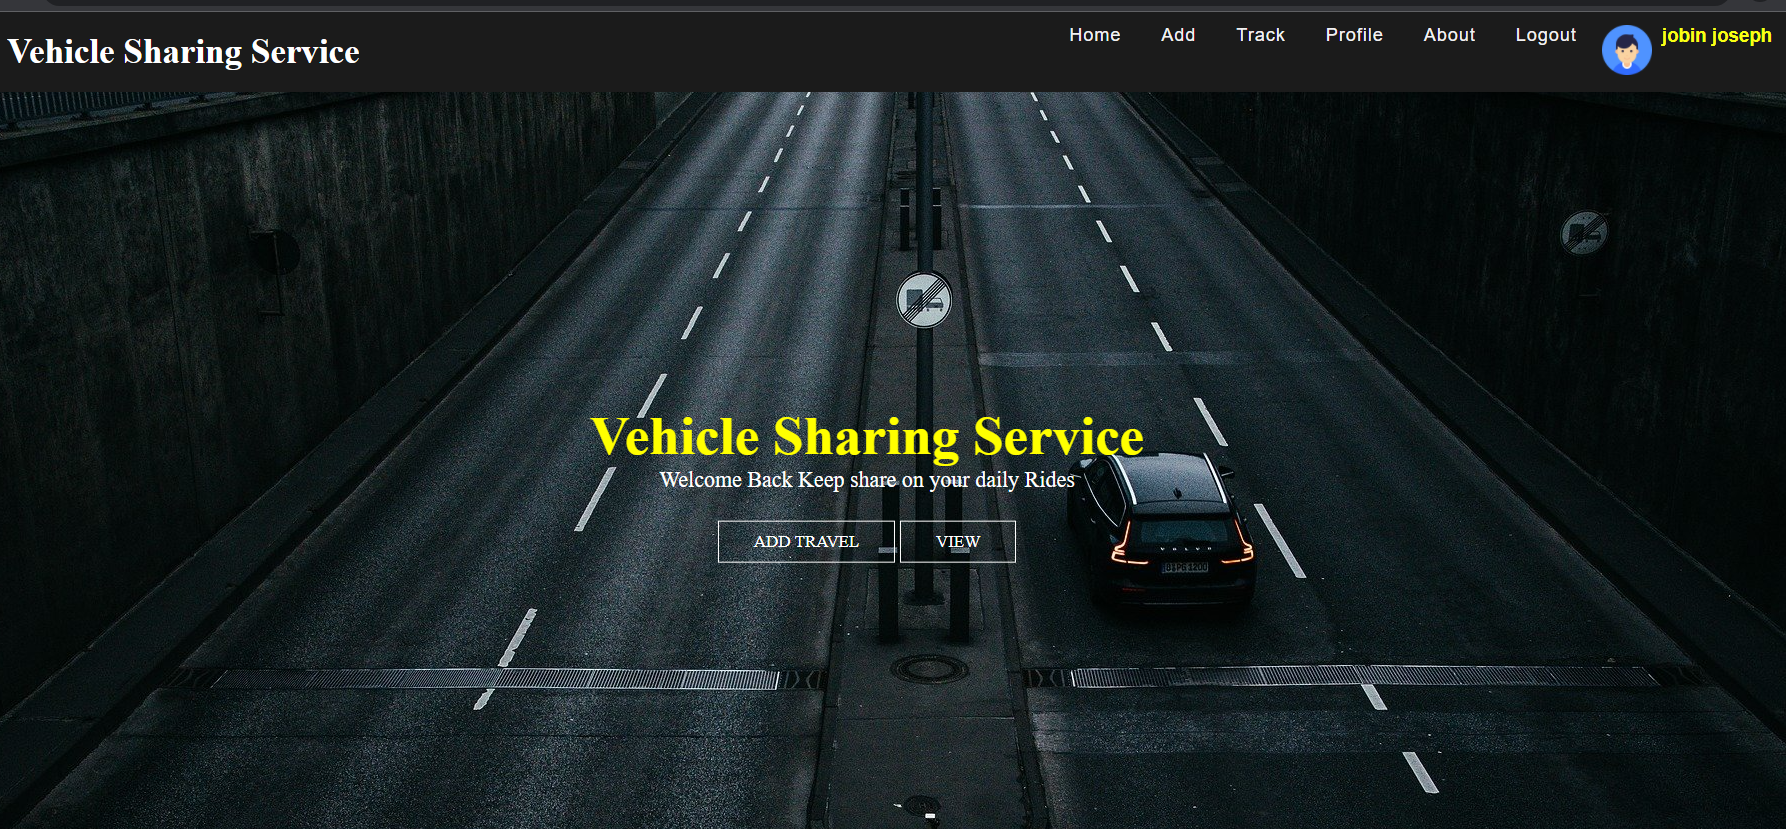 Vehicle Sharing Service
Home Add Track Profile About Logout jobin joseph
Vehicle Sharing Service
Welcome Back Keep share on your daily Rides
ADD TRAVEL VIEW
VOLVO